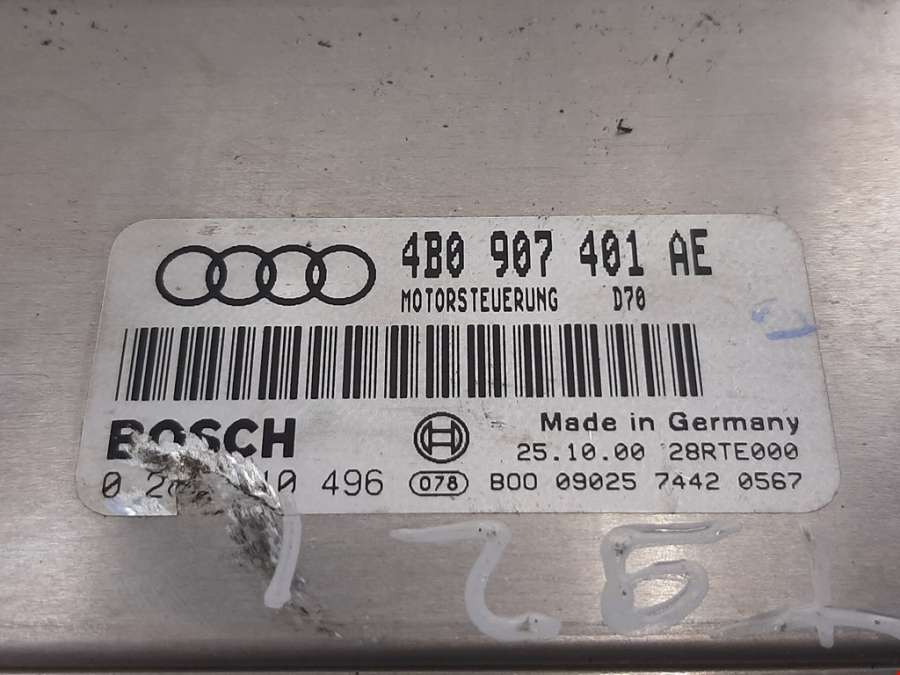 4B0 907 401 AE
MOTORSTEUERUNG D70
BOSCH
Made in Germany
25.10.00 28RTE000
496 078 B00 09025 7442 0567